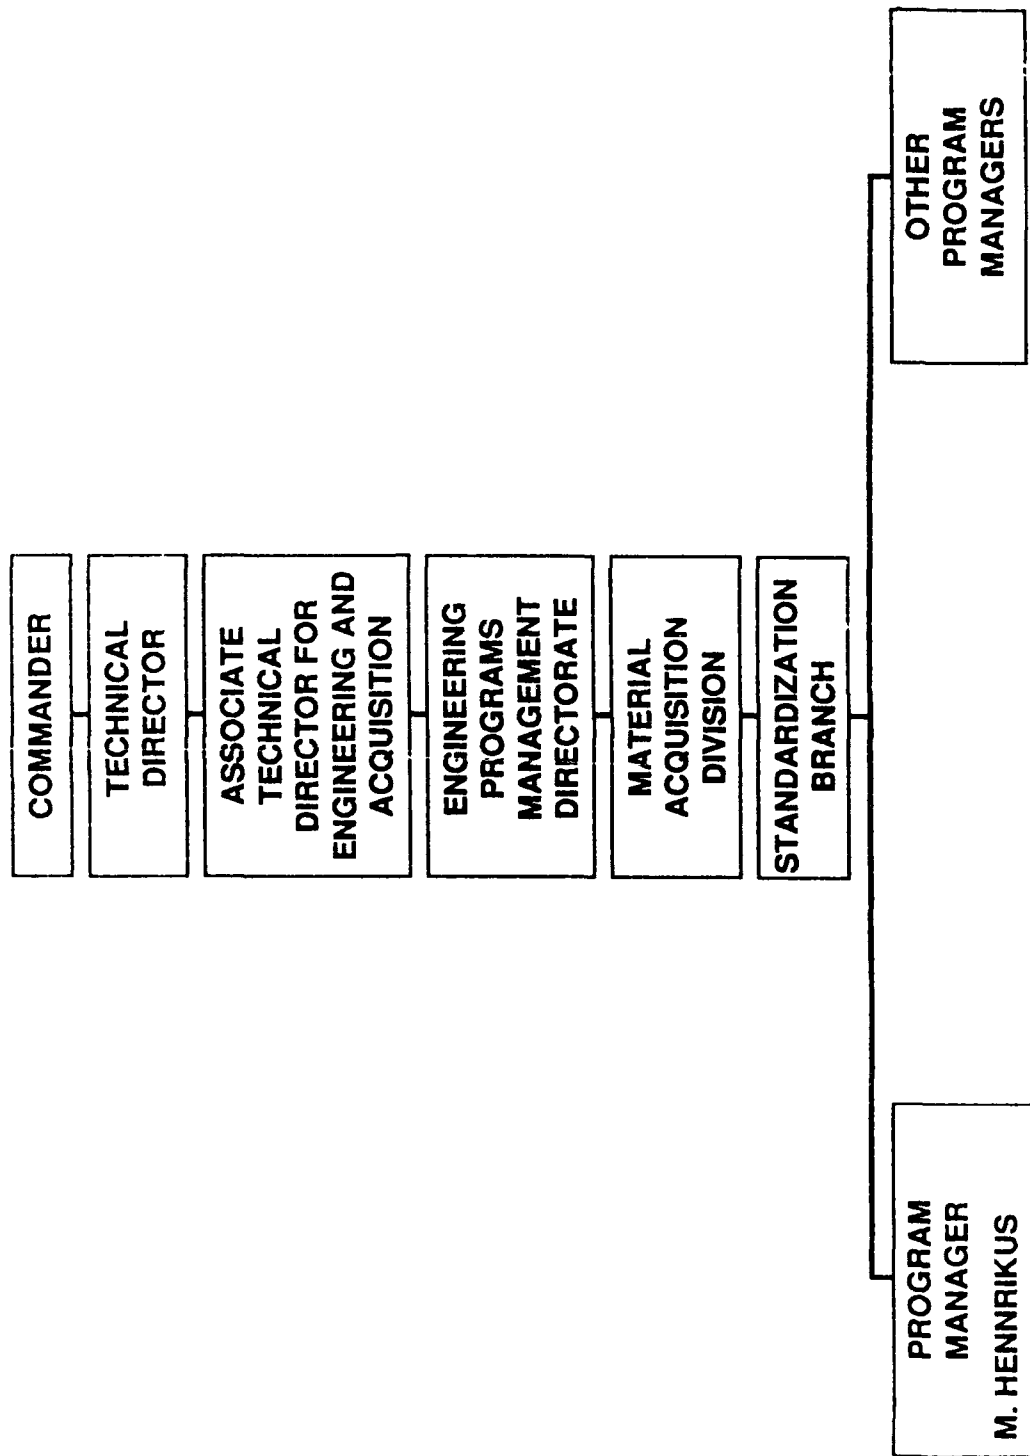 COMMANDER
TECHNICAL
DIRECTOR
ASSOCIATE
TECHNICAL
DIRECTOR FOR
ENGINEERING AND
ACQUISITION
ENGINEERING
PROGRAMS
MANAGEMENT
DIRECTORATE
MATERIAL
ACQUISITION
DIVISION
STANDARDIZATION
BRANCH
PROGRAM
MANAGER
M. HENNRIKUS
OTHER
PROGRAM
MANAGERS